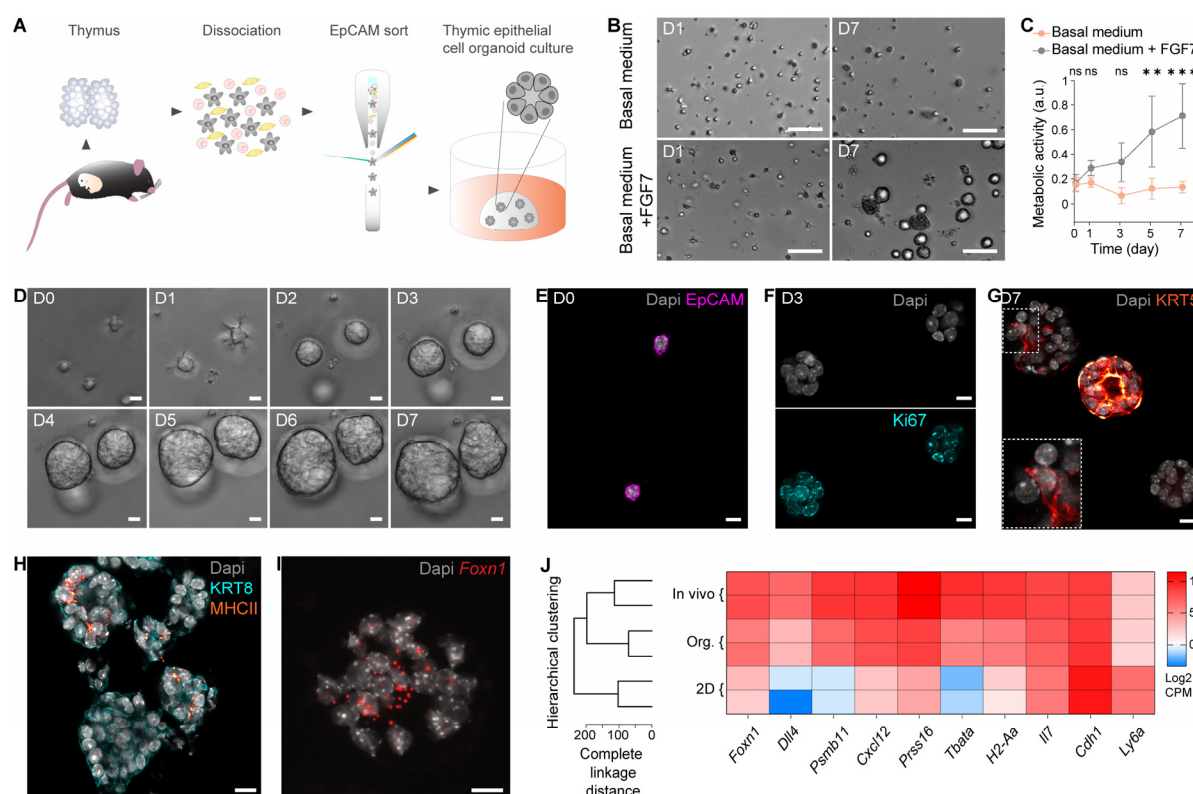 A
Thymus
Dissociation
EpCAM sort
Thymic epithelial
cell organoid culture
B
Basal medium
D1
D7
Basal medium
+FGF7
D1
D7
C
Basal medium
Basal medium + FGF7
ns ns ns ** ***
Metabolic activity (a.u.)
1
0.8
0.6
0.4
0.2
0
0 1 3 5 7
Time (day)
D
D0
D1
D2
D3
D4
D5
D6
D7
E
D0
Dapi EpCAM
F
D3
Dapi
Ki67
G
D7
Dapi KRT5
H
Dapi
KRT8
MHCII
I
Dapi Foxn1
J
Hierarchical clustering
200 100 0
Complete
linkage
distance
In vivo {
Org. {
2D {
Foxn1
Dll4
Psmb11
Cxcl12
Prss16
Tbata
H2-Aa
Il7
Cdh1
Ly6a
5
0
Log2
CPM